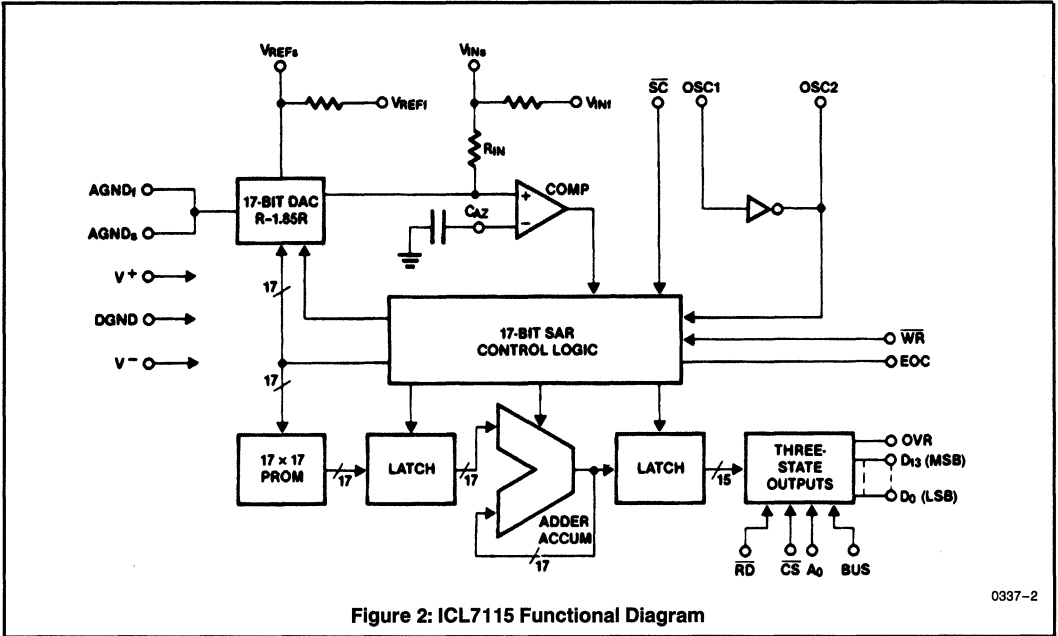 VREFs
VINs
SC
OSC1
OSC2
VREFf
VINf
RIN
AGNDf
17-BIT DAC
R-1.85R
COMP
CAZ
AGNDs
V+
17
DGND
17-BIT SAR
CONTROL LOGIC
WR
EOC
V−
17
17 × 17
PROM
17
LATCH
17
ADDER
ACCUM
17
LATCH
15
THREE-
STATE
OUTPUTS
OVR
D13 (MSB)
D0 (LSB)
RD
CS
A0
BUS
0337-2
Figure 2: ICL7115 Functional Diagram